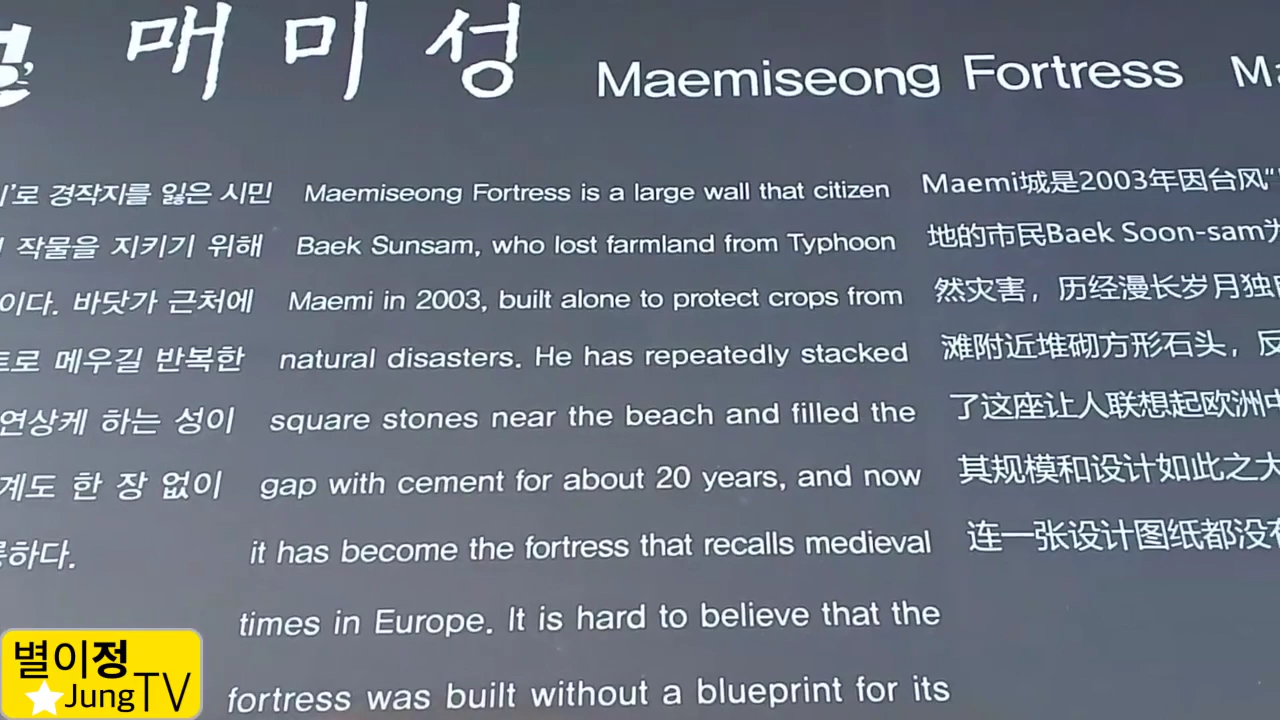 매미성 Maemiseong Fortress
로 경작지를 잃은 시민
작물을 지키기 위해
이다. 바닷가 근처에
로 메우길 반복한
연상케 하는 성이
계도 한 장 없이
하다.
Maemiseong Fortress is a large wall that citizen
Baek Sunsam, who lost farmland from Typhoon
Maemi in 2003, built alone to protect crops from
natural disasters. He has repeatedly stacked
square stones near the beach and filled the
gap with cement for about 20 years, and now
it has become the fortress that recalls medieval
times in Europe. It is hard to believe that the
fortress was built without a blueprint for its
Maemi城是2003年因台风“
地的市民Baek Soon-sam为
然灾害，历经漫长岁月独
滩附近堆砌方形石头，反
了这座让人联想起欧洲中
其规模和设计如此之大
连一张设计图纸都没有
별이정
JungTV